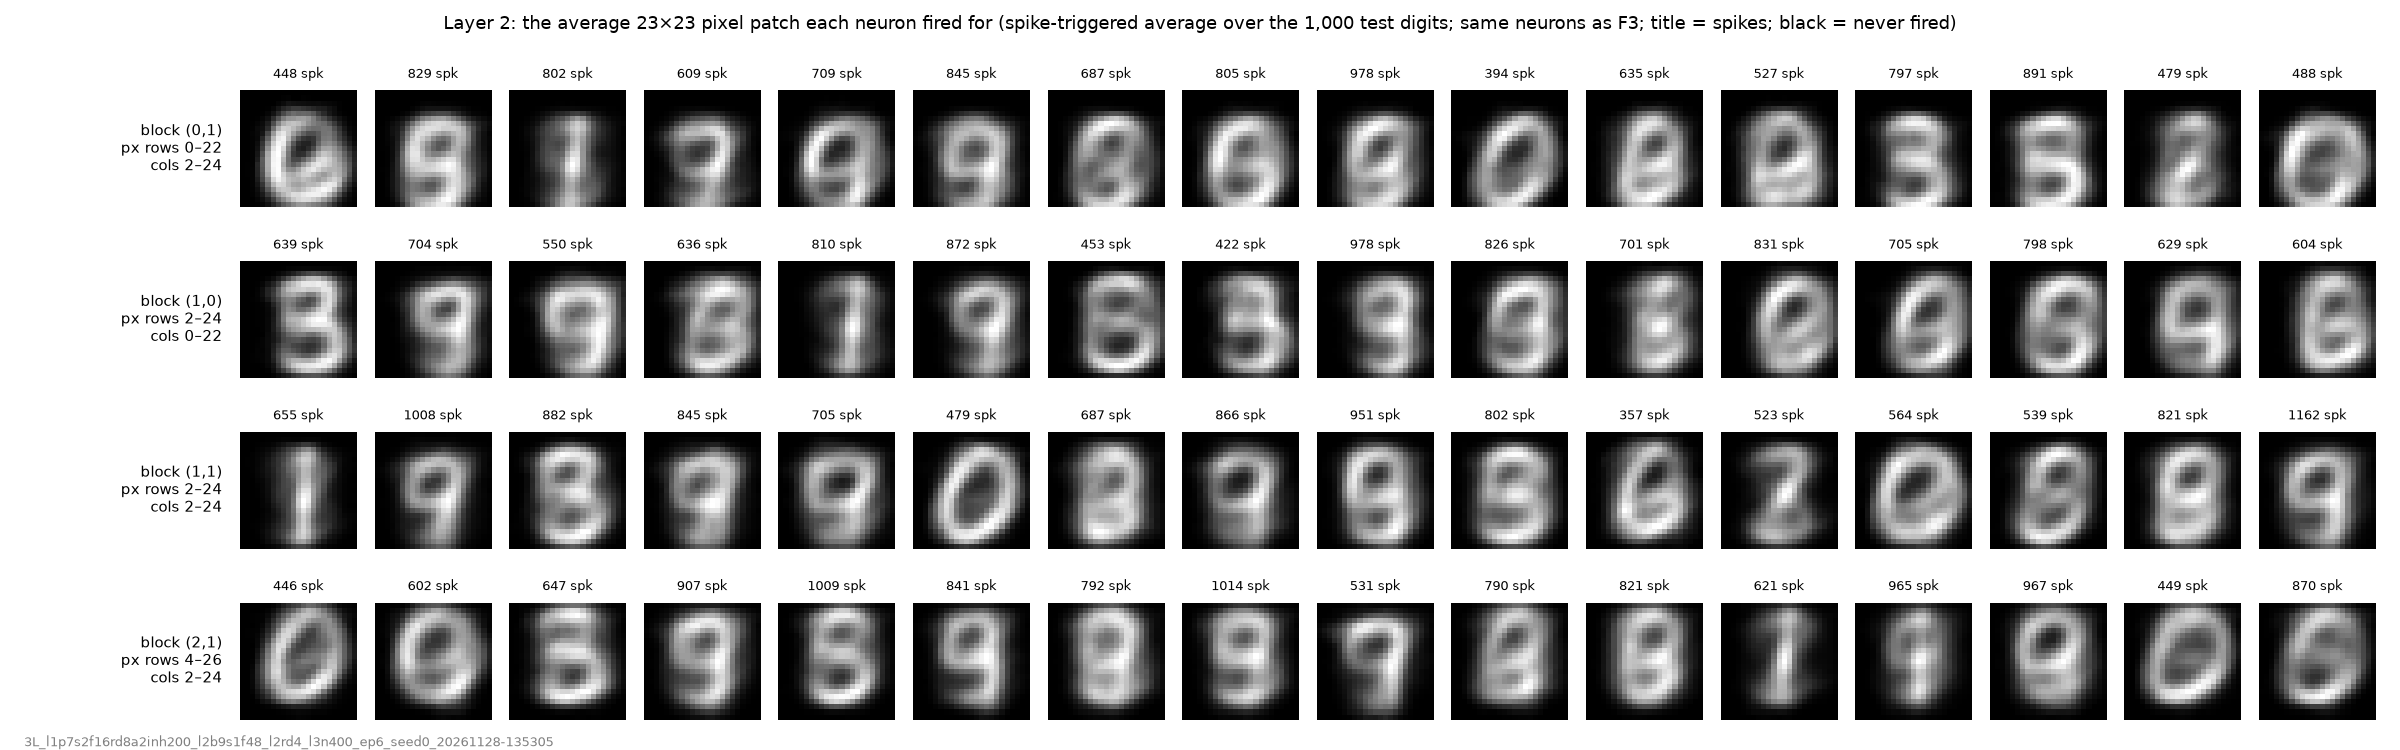 Layer 2: the average 23×23 pixel patch each neuron fired for (spike-triggered average over the 1,000 test digits; same neurons as F3; title = spikes; black = never fired)
448 spk 829 spk 802 spk 609 spk 709 spk 845 spk 687 spk 805 spk 978 spk 394 spk 635 spk 527 spk 797 spk 891 spk 479 spk 488 spk
block (0,1)
px rows 0–22
cols 2–24
639 spk 704 spk 550 spk 636 spk 810 spk 872 spk 453 spk 422 spk 978 spk 826 spk 701 spk 831 spk 705 spk 798 spk 629 spk 604 spk
block (1,0)
px rows 2–24
cols 0–22
655 spk 1008 spk 882 spk 845 spk 705 spk 479 spk 687 spk 866 spk 951 spk 802 spk 357 spk 523 spk 564 spk 539 spk 821 spk 1162 spk
block (1,1)
px rows 2–24
cols 2–24
446 spk 602 spk 647 spk 907 spk 1009 spk 841 spk 792 spk 1014 spk 531 spk 790 spk 821 spk 621 spk 965 spk 967 spk 449 spk 870 spk
block (2,1)
px rows 4–26
cols 2–24
3L_l1p7s2f16rd8a2inh200_l2b9s1f48_l2rd4_l3n400_ep6_seed0_20261128-135305